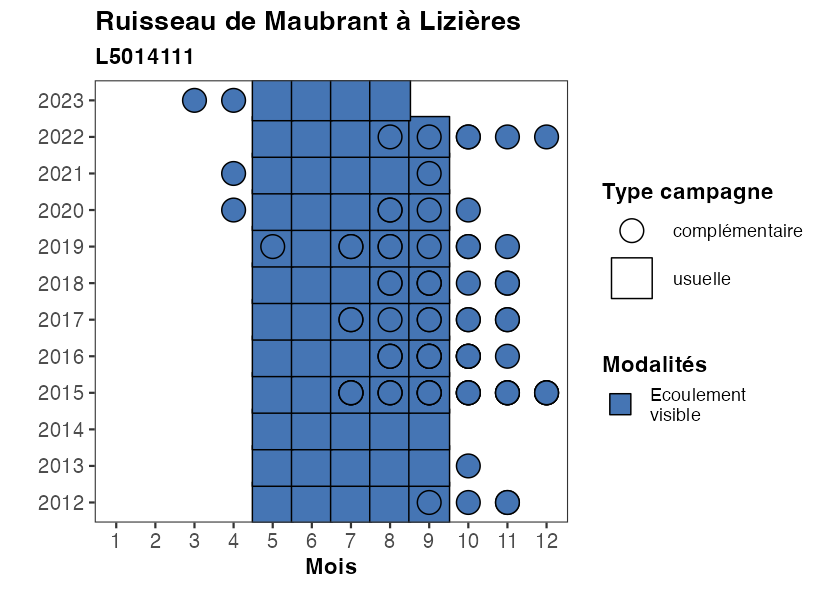 Ruisseau de Maubrant à Lizières
L5014111
2023
2022
2021
2020
2019
2018
2017
2016
2015
2014
2013
2012
1 2 3 4 5 6 7 8 9 10 11 12
Mois
Type campagne
complémentaire
usuelle
Modalités
Ecoulement
visible